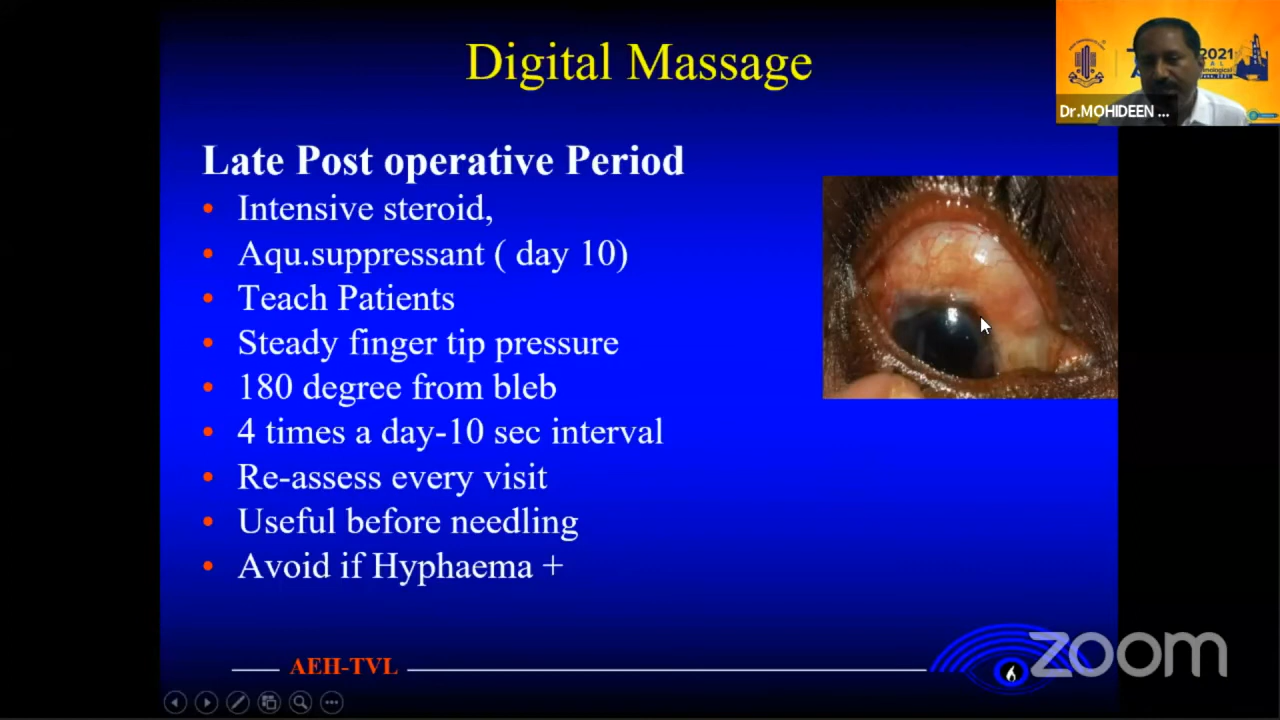 Digital Massage
Late Post operative Period
• Intensive steroid,
• Aqu.suppressant ( day 10)
• Teach Patients
• Steady finger tip pressure
• 180 degree from bleb
• 4 times a day-10 sec interval
• Re-assess every visit
• Useful before needling
• Avoid if Hyphaema +
AEH-TVL
zoom
2021
Dr.MOHIDEEN ...